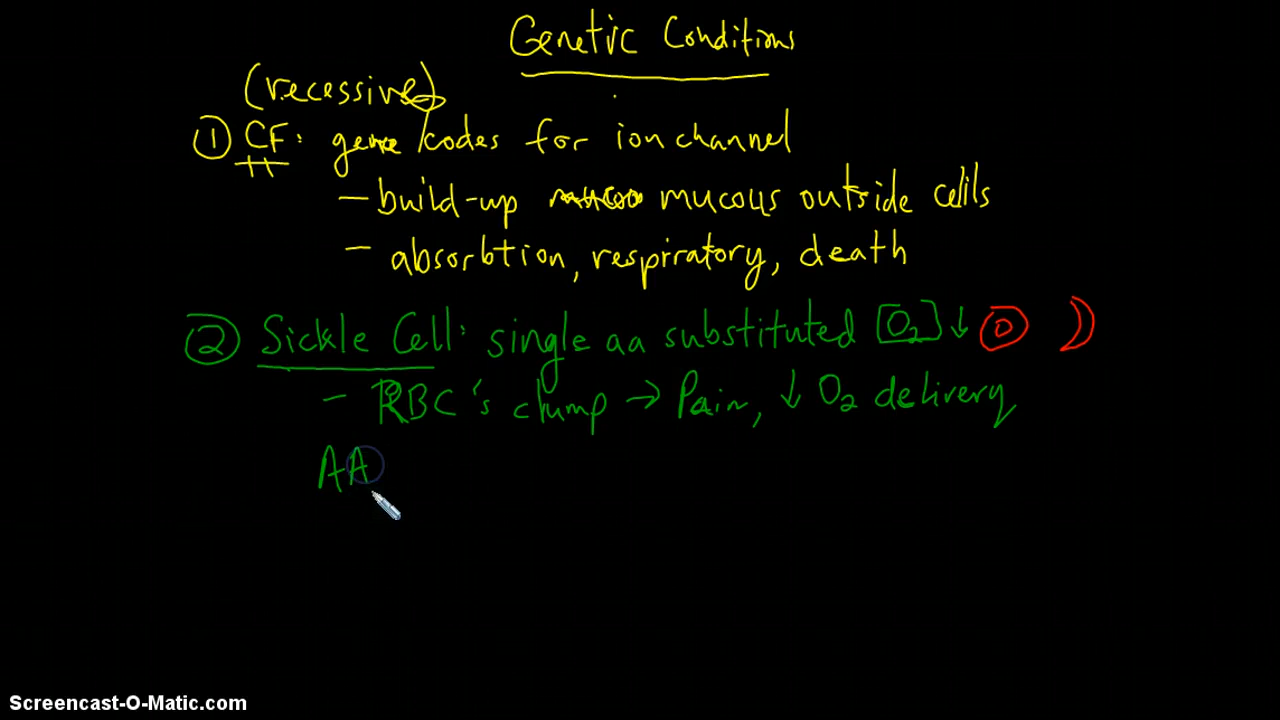 Genetic Conditions
(recessive)
① CF: gene codes for ion channel
— build-up mucous outside cells
— absorbtion, respiratory, death
② Sickle Cell: single aa substituted [O₂] ↓
— RBC's clump → Pain, ↓ O₂ delivery
AA
Screencast-O-Matic.com